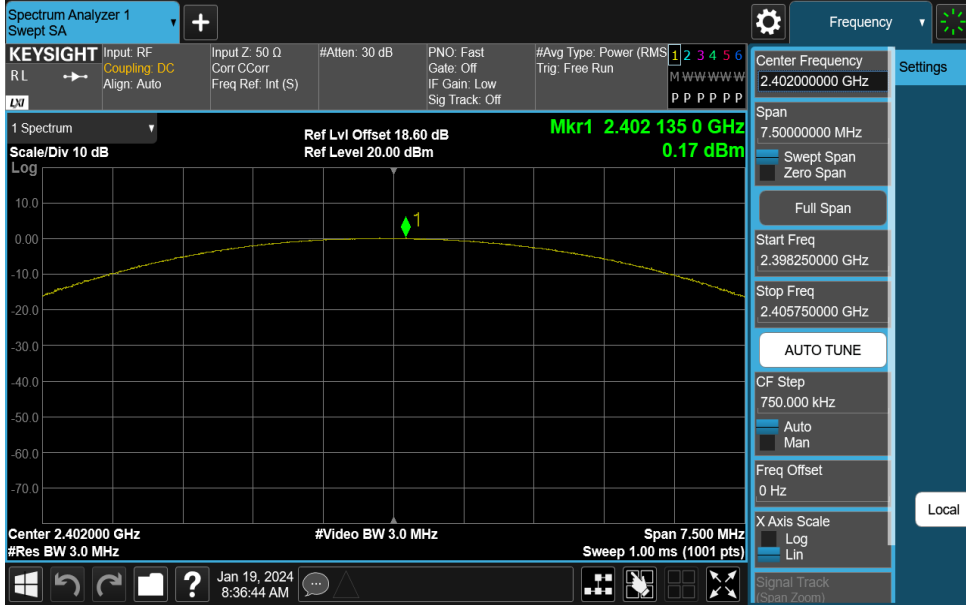 Spectrum Analyzer 1
Swept SA
+
Frequency
KEYSIGHT
RL
LXI
Input: RF
Coupling: DC
Align: Auto
Input Z: 50 Ω
Corr CCorr
Freq Ref: Int (S)
#Atten: 30 dB
PNO: Fast
Gate: Off
IF Gain: Low
Sig Track: Off
#Avg Type: Power (RMS
Trig: Free Run
1 2 3 4 5 6
M W W W W W
P P P P P P
1 Spectrum
Scale/Div 10 dB
Ref Lvl Offset 18.60 dB
Ref Level 20.00 dBm
Mkr1 2.402 135 0 GHz
0.17 dBm
Log
10.0
0.00
-10.0
-20.0
-30.0
-40.0
-50.0
-60.0
-70.0
1
Center 2.402000 GHz
#Res BW 3.0 MHz
#Video BW 3.0 MHz
Span 7.500 MHz
Sweep 1.00 ms (1001 pts)
?
Jan 19, 2024
8:36:44 AM
Center Frequency
2.402000000 GHz
Span
7.50000000 MHz
Swept Span
Zero Span
Full Span
Start Freq
2.398250000 GHz
Stop Freq
2.405750000 GHz
AUTO TUNE
CF Step
750.000 kHz
Auto
Man
Freq Offset
0 Hz
X Axis Scale
Log
Lin
Signal Track
(Span Zoom)
Settings
Local